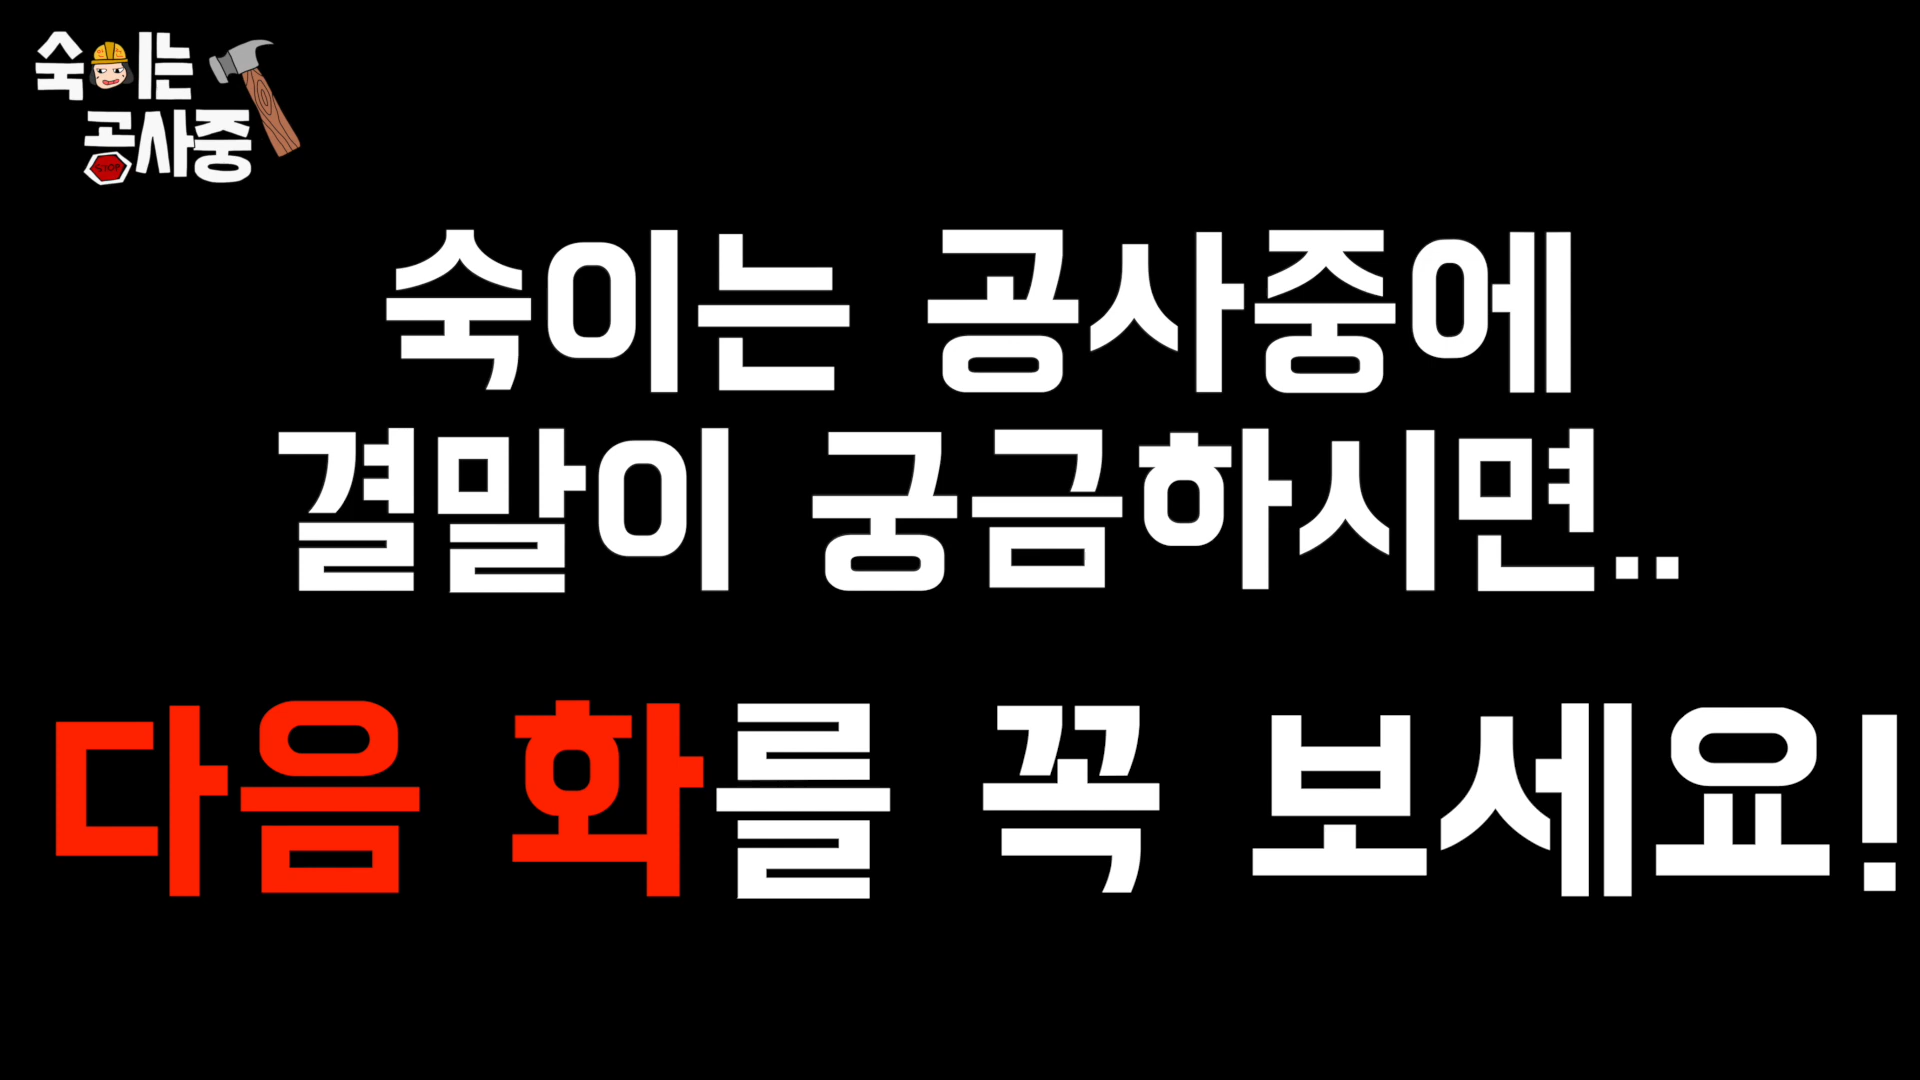 숙이는
공사중
STOP
숙이는 공사중에
결말이 궁금하시면..
다음 화를 꼭 보세요!